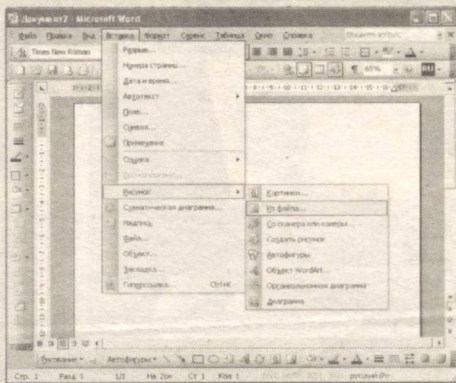 Документ2 - Microsoft Word
Файл Правка Вид Вставка Формат Сервис Таблица Окно Справка
Times New Roman
Разрыв...
Номера страниц...
Дата и время...
Автотекст
Поле...
Символ...
Примечание
Ссылка
Рисунок
Схематическая диаграмма...
Надпись
Файл...
Объект...
Закладка...
Гиперссылка... Ctrl+K
Картинки...
Из файла...
Со сканера или камеры...
Создать рисунок
Автофигуры
Объект WordArt...
Организационная диаграмма
Диаграмма
65%
RU
Рисование Автофигуры
Стр. 1 Разд 1 1/1 На 2см Ст 1 Кол 1 русский (Ро